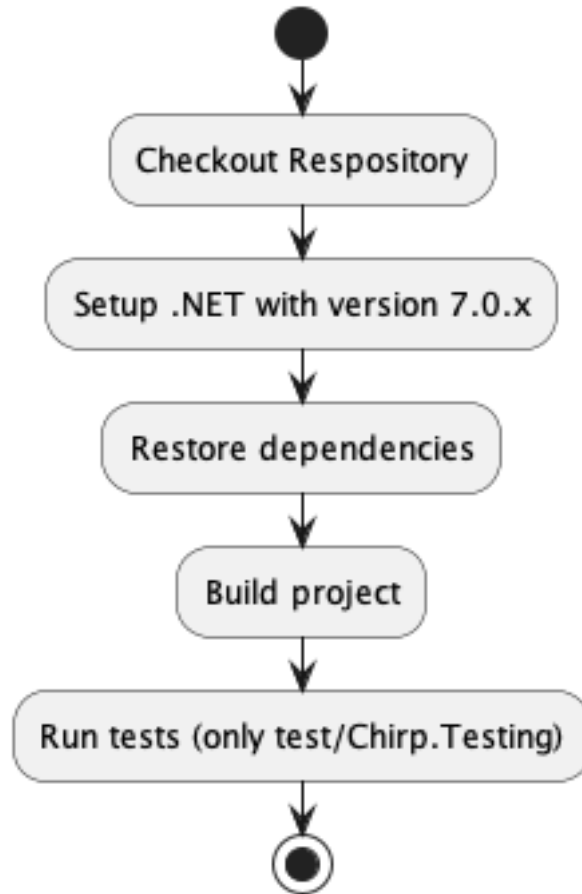 Checkout Respository
Setup .NET with version 7.0.x
Restore dependencies
Build project
Run tests (only test/Chirp.Testing)